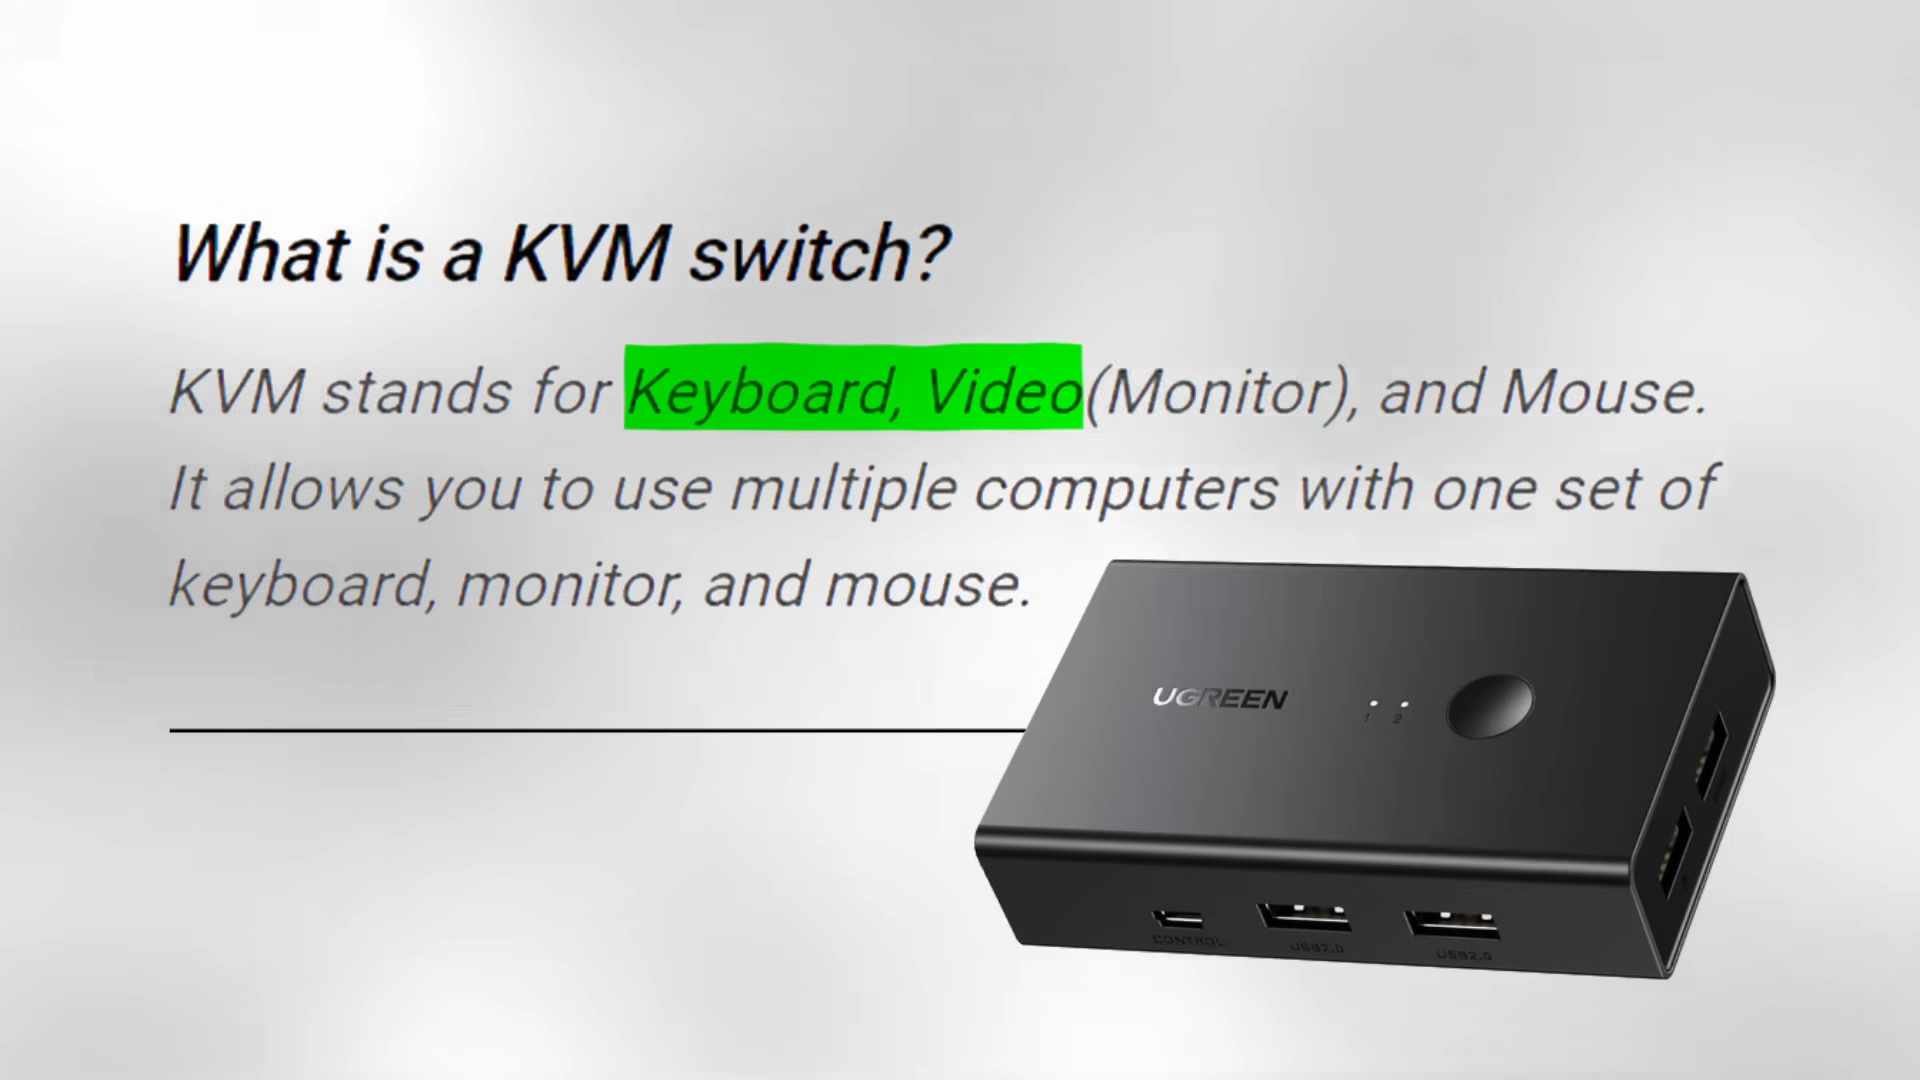 What is a KVM switch?
KVM stands for Keyboard, Video(Monitor), and Mouse.
It allows you to use multiple computers with one set of
keyboard, monitor, and mouse.
UGREEN
1 2
CONTROL USB2.0 USB2.0